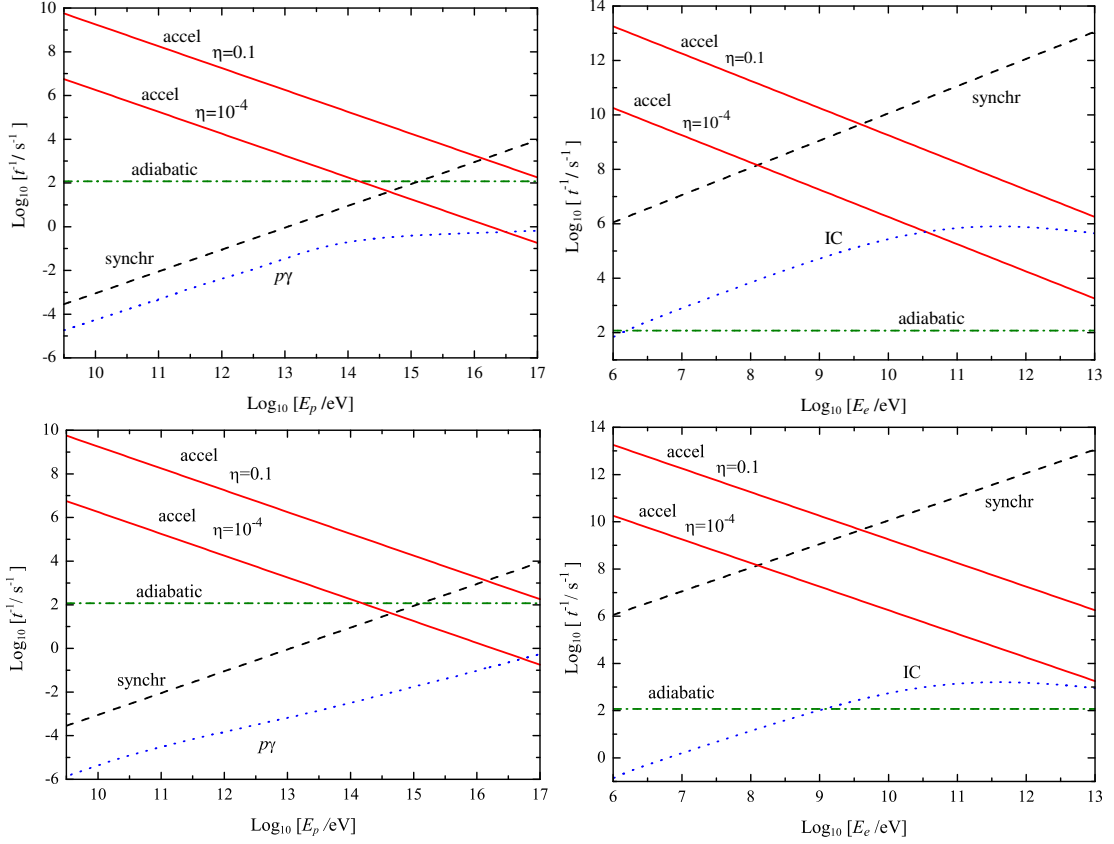 10
8
6
4
2
0
-2
-4
-6
Log₁₀ [ t⁻¹/ s⁻¹ ]
accel
η=0.1
accel
η=10⁻⁴
adiabatic
synchr
pγ
10 11 12 13 14 15 16 17
Log₁₀ [E_p /eV]
14
12
10
8
6
4
2
Log₁₀ [ t⁻¹/ s⁻¹ ]
accel
η=0.1
accel
η=10⁻⁴
synchr
IC
adiabatic
6 7 8 9 10 11 12 13
Log₁₀ [E_e /eV]
10
8
6
4
2
0
-2
-4
-6
Log₁₀ [ t⁻¹/ s⁻¹ ]
accel
η=0.1
accel
η=10⁻⁴
adiabatic
synchr
pγ
10 11 12 13 14 15 16 17
Log₁₀ [E_p /eV]
14
12
10
8
6
4
2
0
Log₁₀ [ t⁻¹/ s⁻¹ ]
accel
η=0.1
accel
η=10⁻⁴
synchr
IC
adiabatic
6 7 8 9 10 11 12 13
Log₁₀ [E_e /eV]